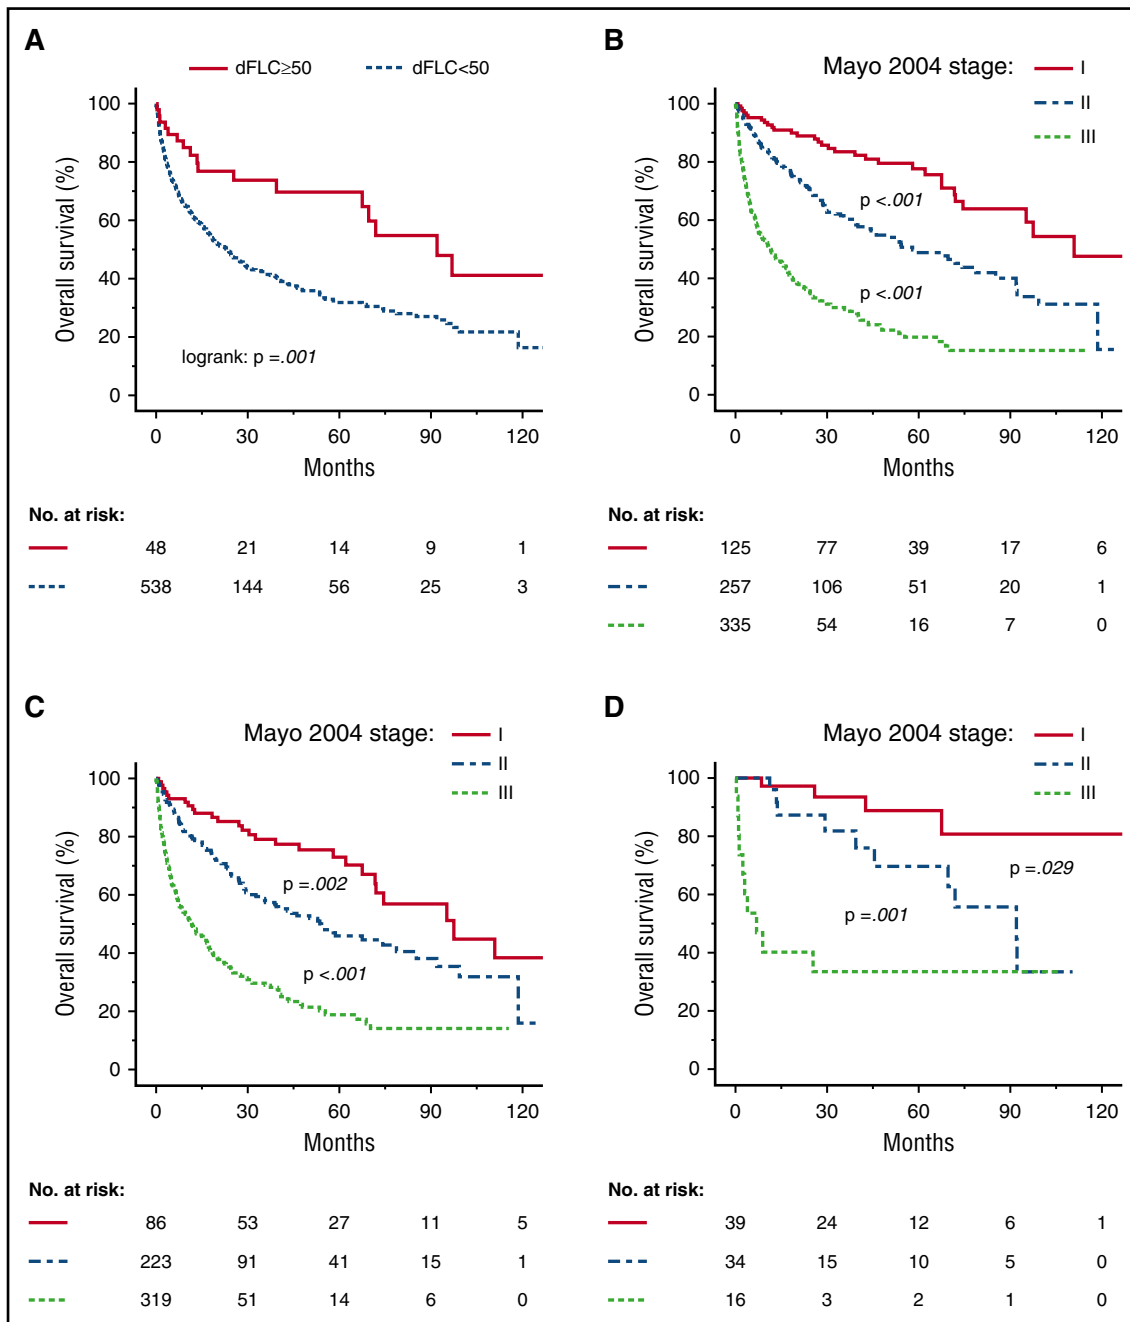 A
dFLC≥50 dFLC<50
100
80
60
40
20
0
Overall survival (%)
logrank: p =.001
0 30 60 90 120
Months
No. at risk:
48 21 14 9 1
538 144 56 25 3
B
Mayo 2004 stage: I
II
III
100
80
60
40
20
0
Overall survival (%)
p <.001
p <.001
0 30 60 90 120
Months
No. at risk:
125 77 39 17 6
257 106 51 20 1
335 54 16 7 0
C
Mayo 2004 stage: I
II
III
100
80
60
40
20
0
Overall survival (%)
p =.002
p <.001
0 30 60 90 120
Months
No. at risk:
86 53 27 11 5
223 91 41 15 1
319 51 14 6 0
D
Mayo 2004 stage: I
II
III
100
80
60
40
20
0
Overall survival (%)
p =.029
p =.001
0 30 60 90 120
Months
No. at risk:
39 24 12 6 1
34 15 10 5 0
16 3 2 1 0